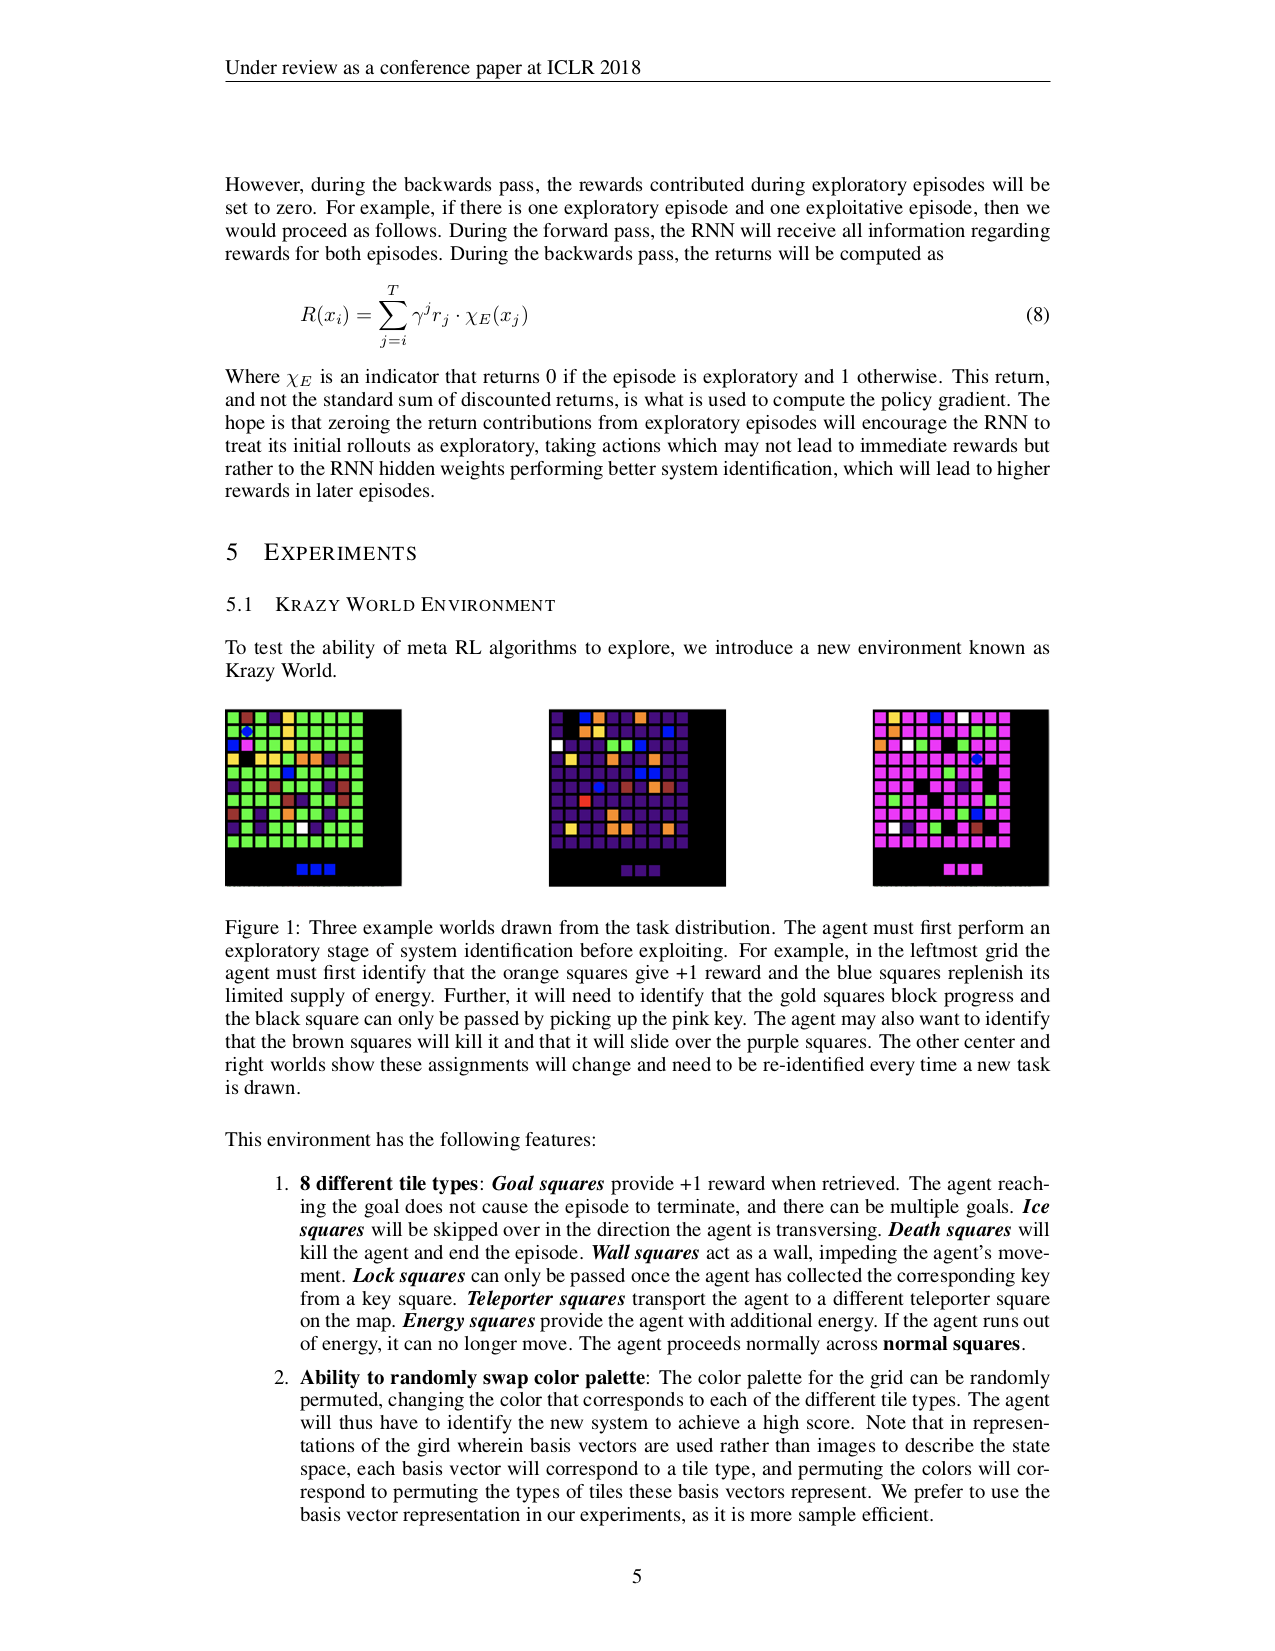 Under review as a conference paper at ICLR 2018
However, during the backwards pass, the rewards contributed during exploratory episodes will be
set to zero. For example, if there is one exploratory episode and one exploitative episode, then we
would proceed as follows. During the forward pass, the RNN will receive all information regarding
rewards for both episodes. During the backwards pass, the returns will be computed as
R(x_i) = \sum_{j=i}^{T} γ^j r_j · χ_E(x_j) (8)
Where χ_E is an indicator that returns 0 if the episode is exploratory and 1 otherwise. This return,
and not the standard sum of discounted returns, is what is used to compute the policy gradient. The
hope is that zeroing the return contributions from exploratory episodes will encourage the RNN to
treat its initial rollouts as exploratory, taking actions which may not lead to immediate rewards but
rather to the RNN hidden weights performing better system identification, which will lead to higher
rewards in later episodes.
5 EXPERIMENTS
5.1 KRAZY WORLD ENVIRONMENT
To test the ability of meta RL algorithms to explore, we introduce a new environment known as
Krazy World.
Figure 1: Three example worlds drawn from the task distribution. The agent must first perform an
exploratory stage of system identification before exploiting. For example, in the leftmost grid the
agent must first identify that the orange squares give +1 reward and the blue squares replenish its
limited supply of energy. Further, it will need to identify that the gold squares block progress and
the black square can only be passed by picking up the pink key. The agent may also want to identify
that the brown squares will kill it and that it will slide over the purple squares. The other center and
right worlds show these assignments will change and need to be re-identified every time a new task
is drawn.
This environment has the following features:
1. 8 different tile types: Goal squares provide +1 reward when retrieved. The agent reach-
ing the goal does not cause the episode to terminate, and there can be multiple goals. Ice
squares will be skipped over in the direction the agent is transversing. Death squares will
kill the agent and end the episode. Wall squares act as a wall, impeding the agent's move-
ment. Lock squares can only be passed once the agent has collected the corresponding key
from a key square. Teleporter squares transport the agent to a different teleporter square
on the map. Energy squares provide the agent with additional energy. If the agent runs out
of energy, it can no longer move. The agent proceeds normally across normal squares.
2. Ability to randomly swap color palette: The color palette for the grid can be randomly
permuted, changing the color that corresponds to each of the different tile types. The agent
will thus have to identify the new system to achieve a high score. Note that in represen-
tations of the gird wherein basis vectors are used rather than images to describe the state
space, each basis vector will correspond to a tile type, and permuting the colors will cor-
respond to permuting the types of tiles these basis vectors represent. We prefer to use the
basis vector representation in our experiments, as it is more sample efficient.
5